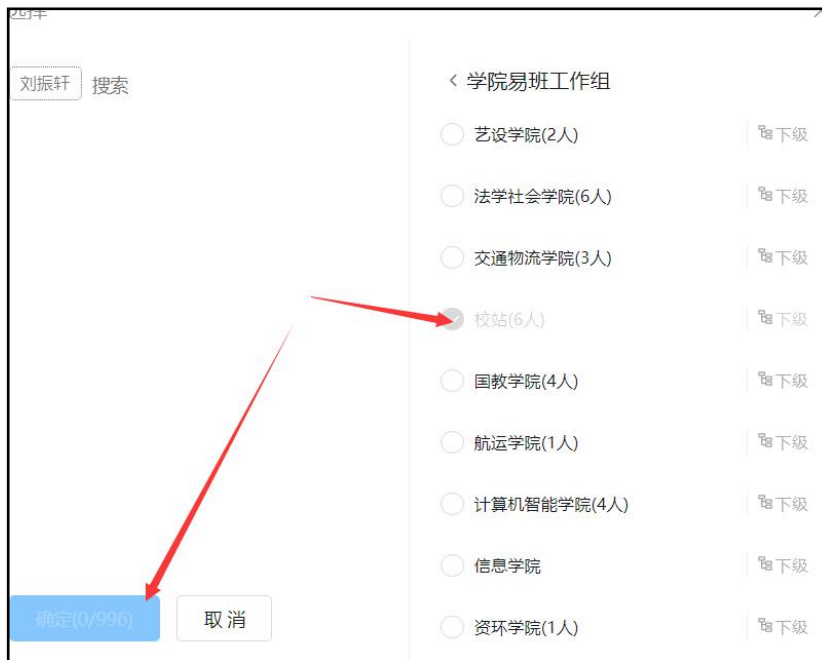 选择
刘振轩 搜索
学院易班工作组
艺设学院(2人) 下级
法学社会学院(6人) 下级
交通物流学院(3人) 下级
校站(6人) 下级
国教学院(4人) 下级
航运学院(1人) 下级
计算机智能学院(4人) 下级
信息学院 下级
确定(0/996) 取消
资环学院(1人) 下级